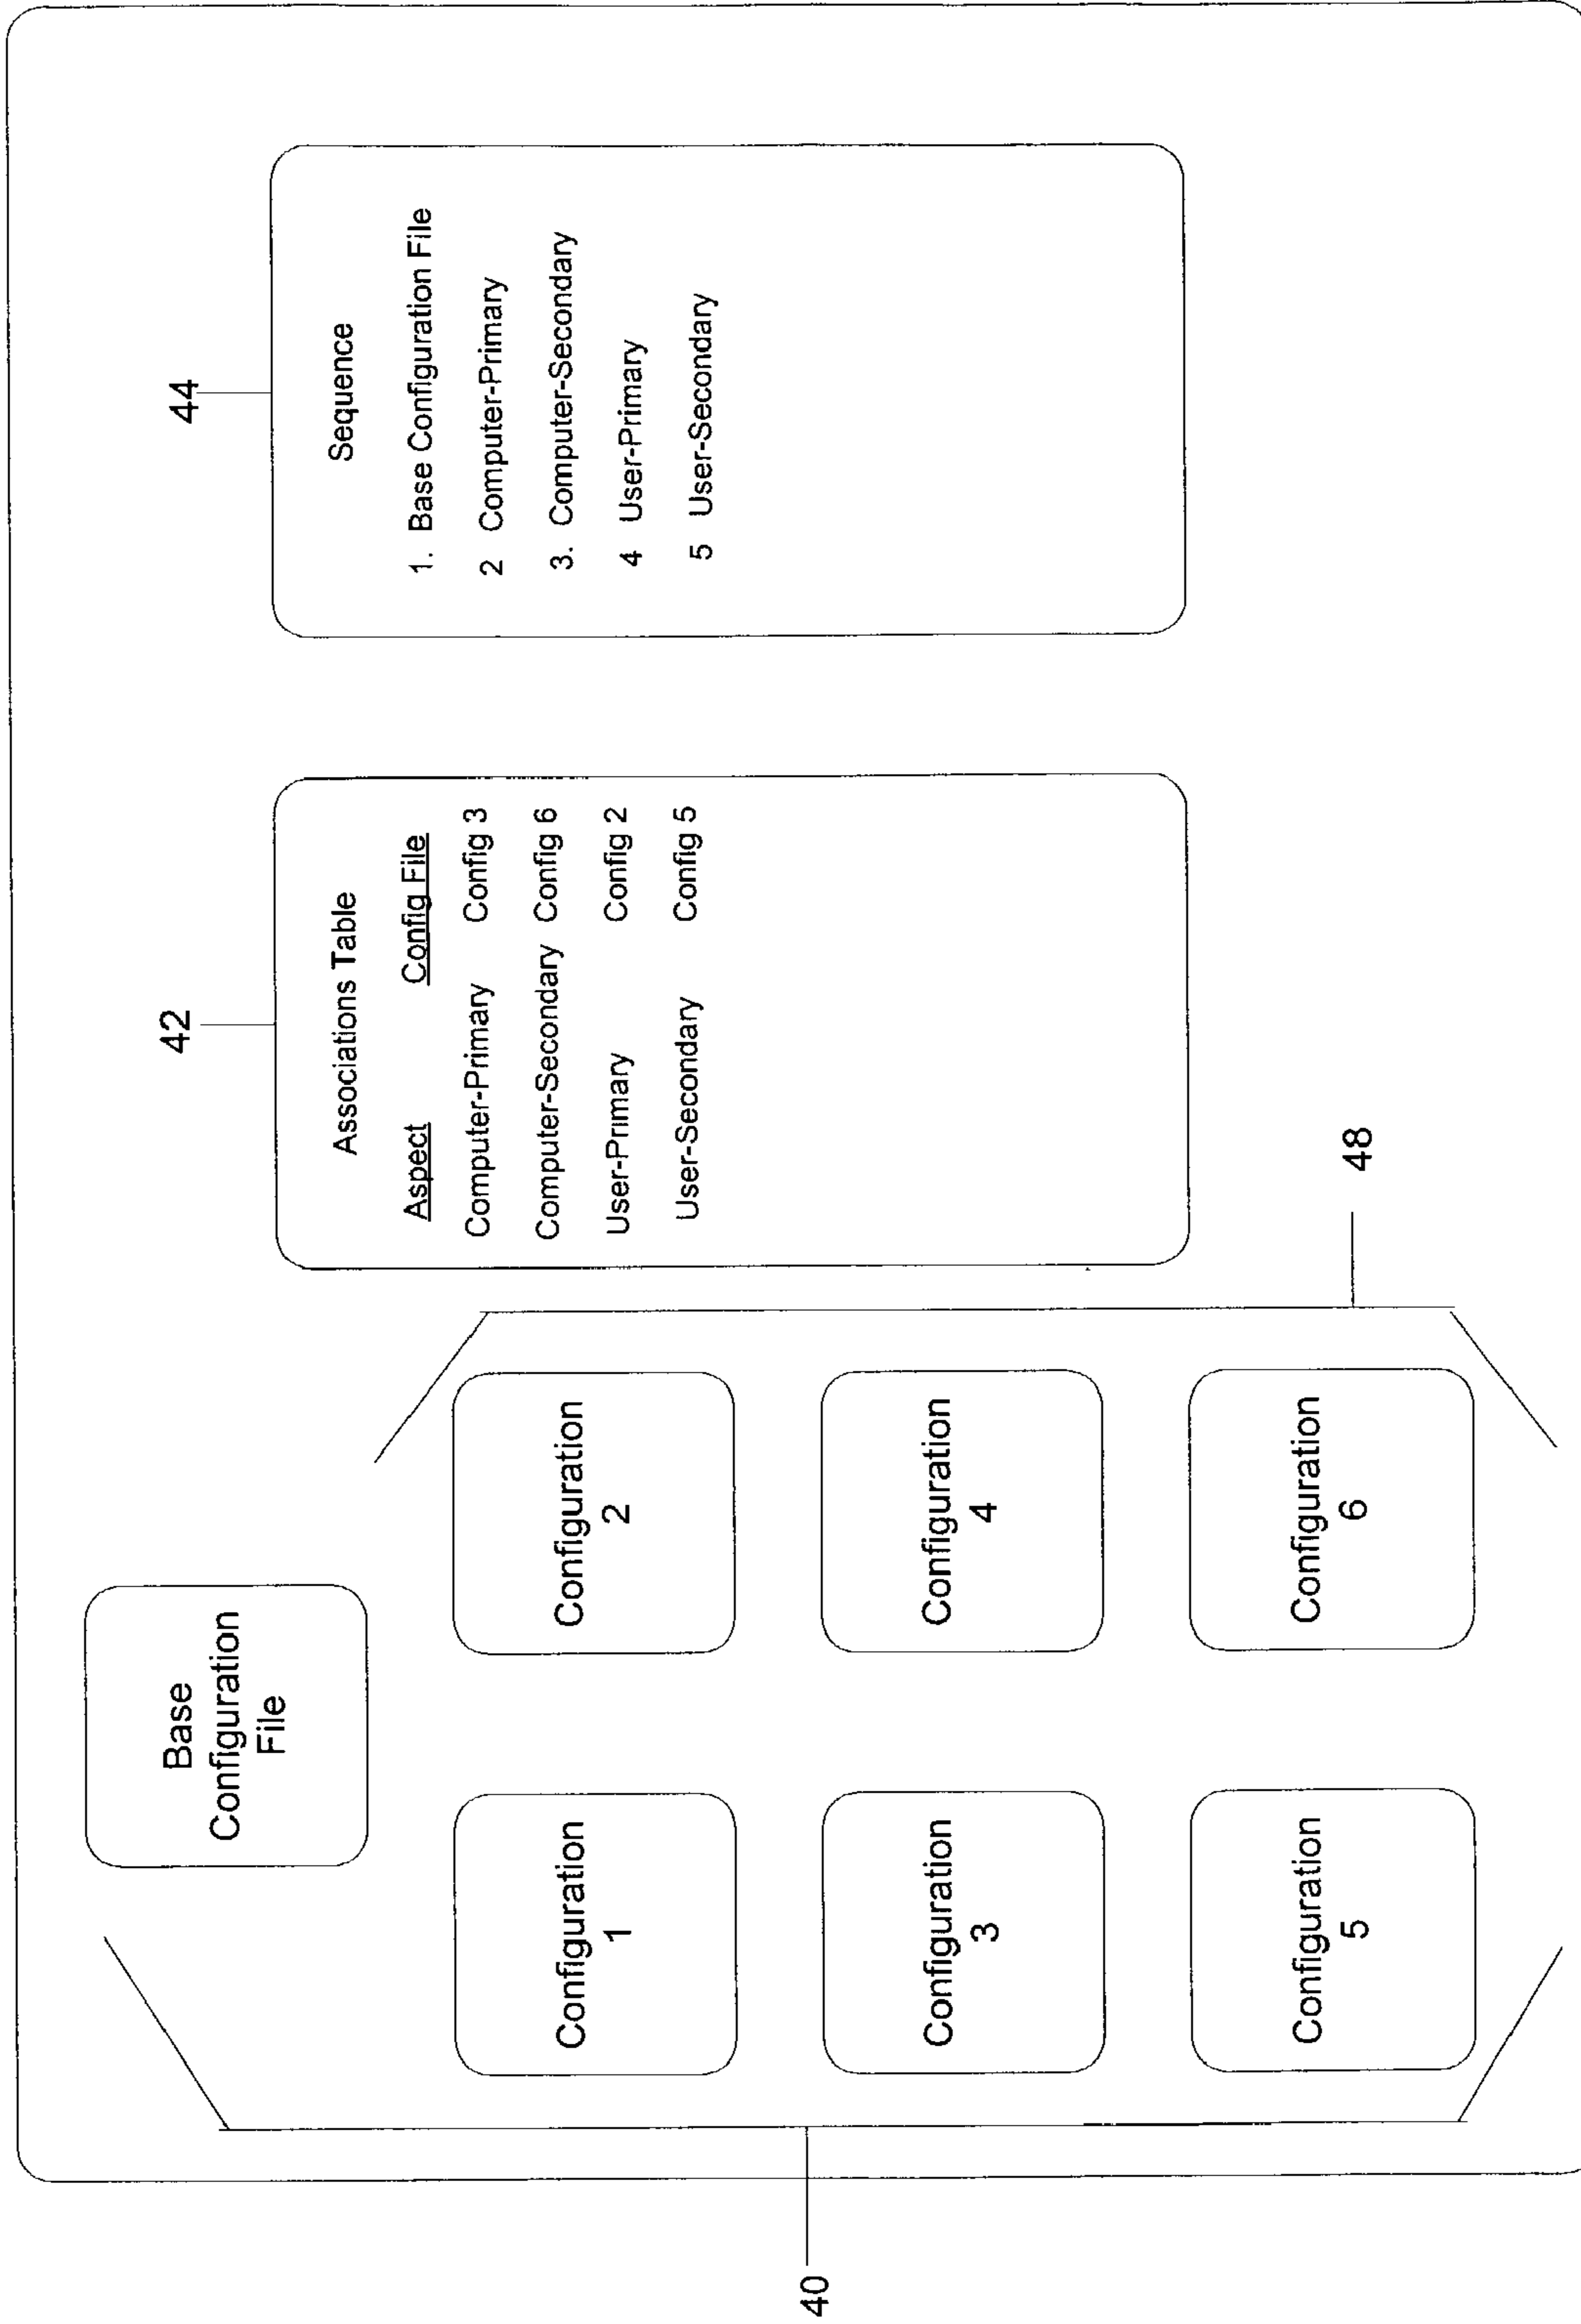 40
Base
Configuration
File
Configuration
1
Configuration
2
Configuration
3
Configuration
4
Configuration
5
Configuration
6
48
42
Associations Table
Aspect Config File
Computer-Primary Config 3
Computer-Secondary Config 6
User-Primary Config 2
User-Secondary Config 5
44
Sequence
1. Base Configuration File
2 Computer-Primary
3. Computer-Secondary
4 User-Primary
5 User-Secondary